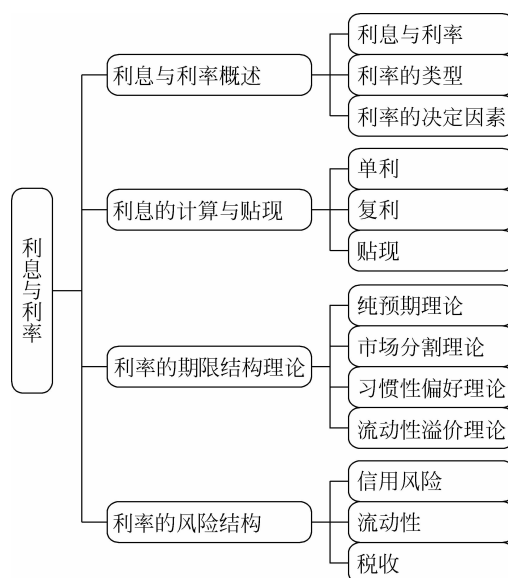 利息与利率
利息与利率概述
利息与利率
利率的类型
利率的决定因素
利息的计算与贴现
单利
复利
贴现
利率的期限结构理论
纯预期理论
市场分割理论
习惯性偏好理论
流动性溢价理论
利率的风险结构
信用风险
流动性
税收